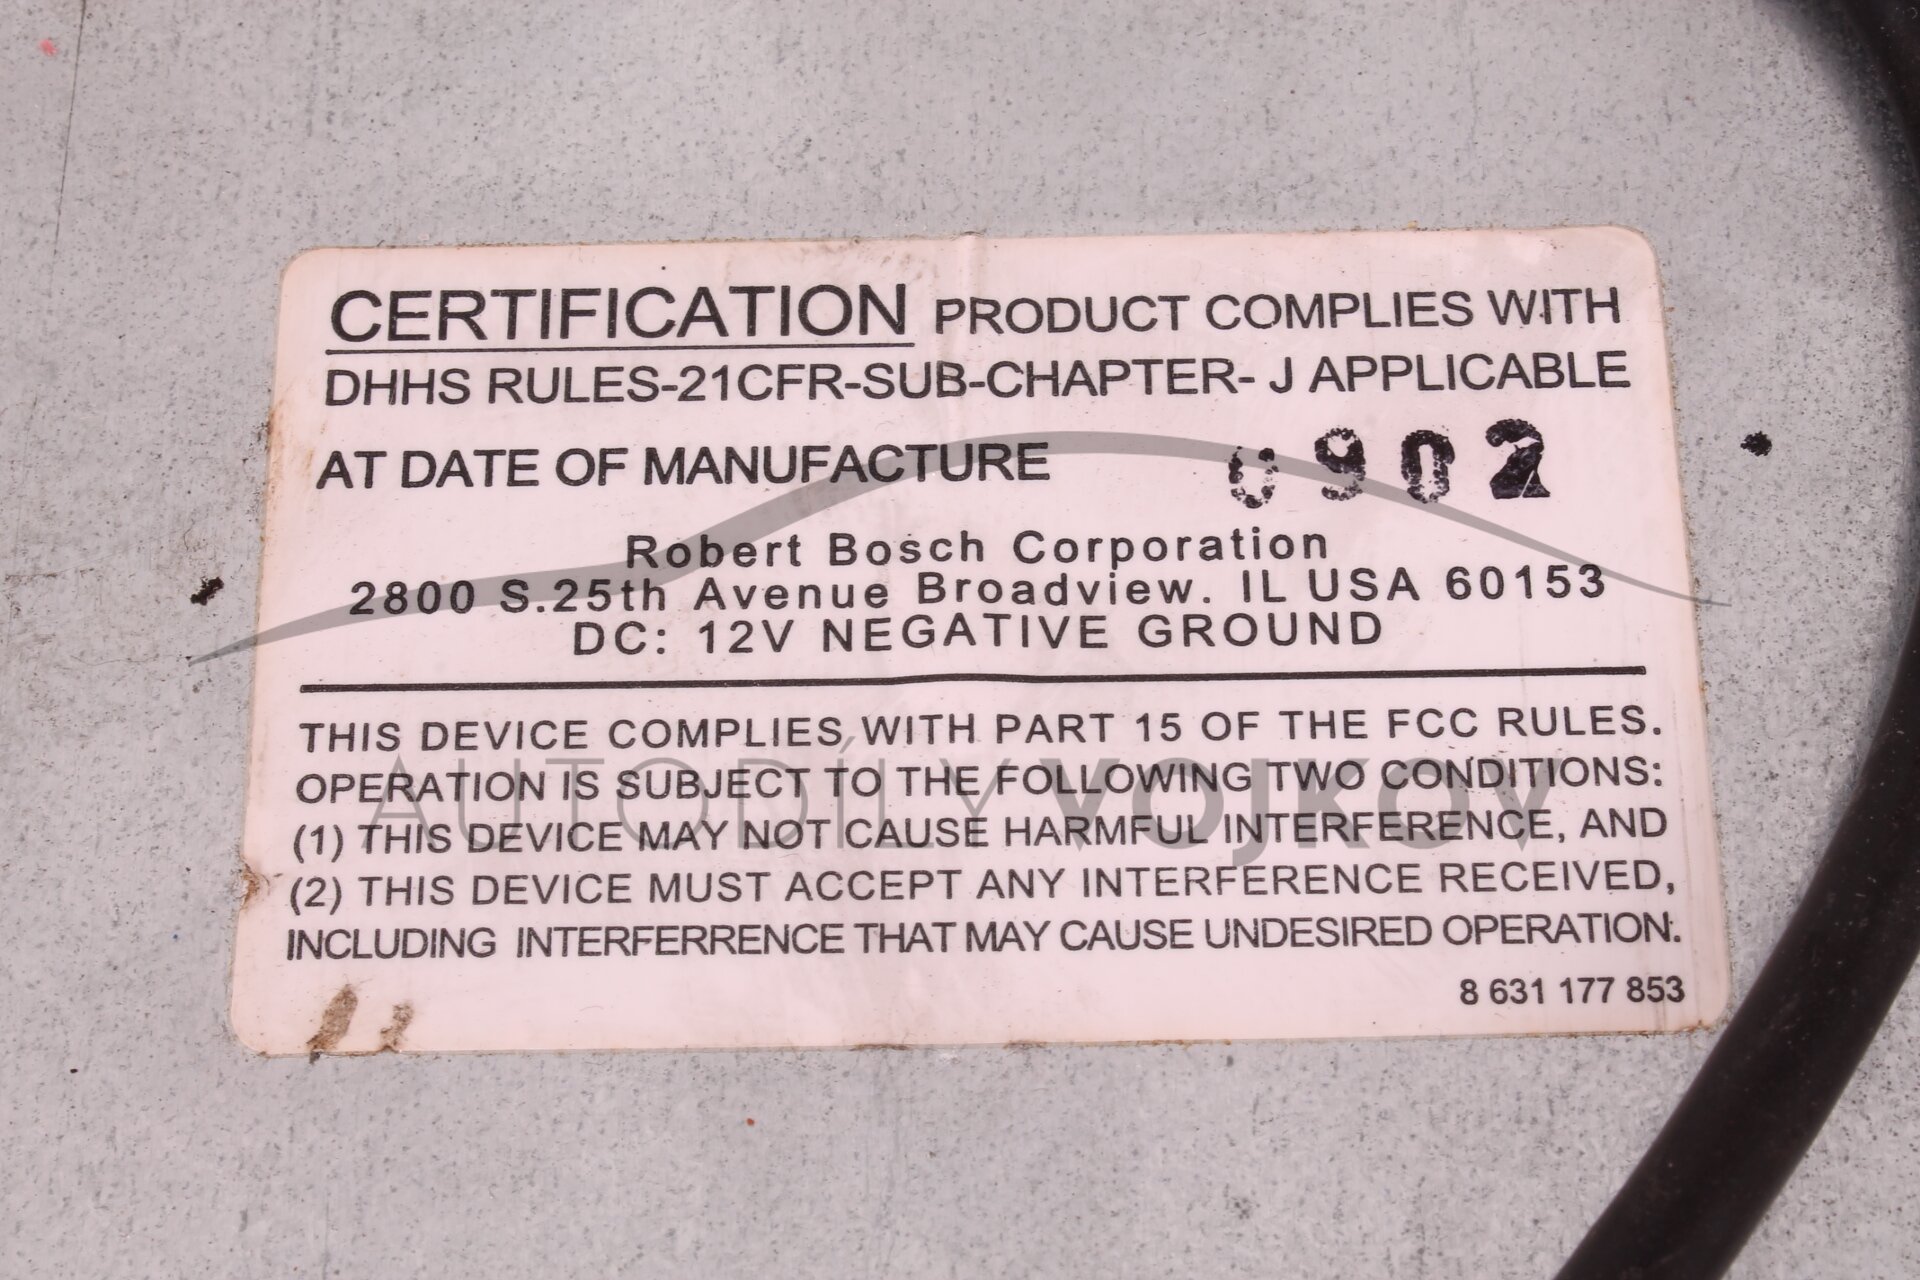 CERTIFICATION PRODUCT COMPLIES WITH
DHHS RULES-21CFR-SUB-CHAPTER- J APPLICABLE
AT DATE OF MANUFACTURE 0902
Robert Bosch Corporation
2800 S.25th Avenue Broadview. IL USA 60153
DC: 12V NEGATIVE GROUND
THIS DEVICE COMPLIES WITH PART 15 OF THE FCC RULES.
OPERATION IS SUBJECT TO THE FOLLOWING TWO CONDITIONS:
AUTODÍLY VOJKOV
(1) THIS DEVICE MAY NOT CAUSE HARMFUL INTERFERENCE, AND
(2) THIS DEVICE MUST ACCEPT ANY INTERFERENCE RECEIVED,
INCLUDING INTERFERRENCE THAT MAY CAUSE UNDESIRED OPERATION.
8 631 177 853